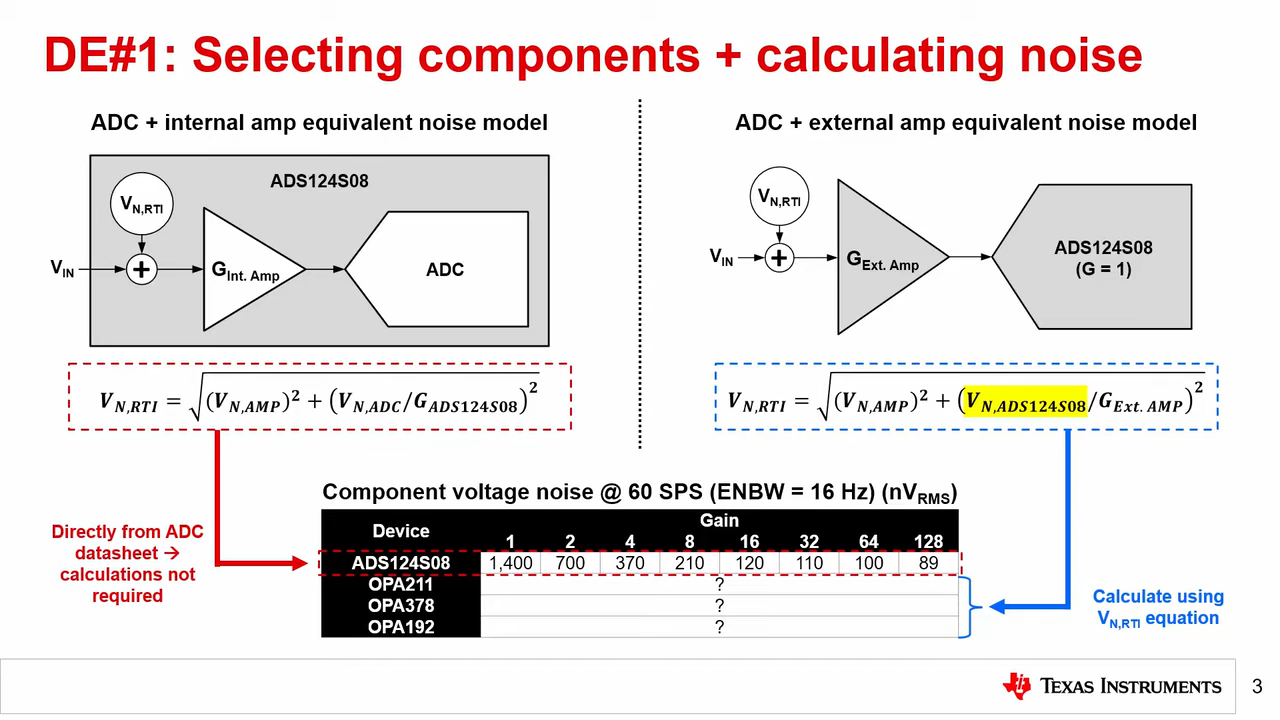 DE#1: Selecting components + calculating noise
ADC + internal amp equivalent noise model
ADS124S08
V_N,RTI
V_IN
+
G_Int. Amp
ADC
V_N,RTI = √((V_N,AMP)² + (V_N,ADC/G_ADS124S08)²)
ADC + external amp equivalent noise model
V_N,RTI
V_IN
+
G_Ext. Amp
ADS124S08
(G = 1)
V_N,RTI = √((V_N,AMP)² + (V_N,ADS124S08/G_Ext. AMP)²)
Component voltage noise @ 60 SPS (ENBW = 16 Hz) (nV_RMS)
Device Gain
1 2 4 8 16 32 64 128
ADS124S08 1,400 700 370 210 120 110 100 89
OPA211 ?
OPA378 ?
OPA192 ?
Directly from ADC
datasheet →
calculations not
required
Calculate using
V_N,RTI equation
TEXAS INSTRUMENTS
3